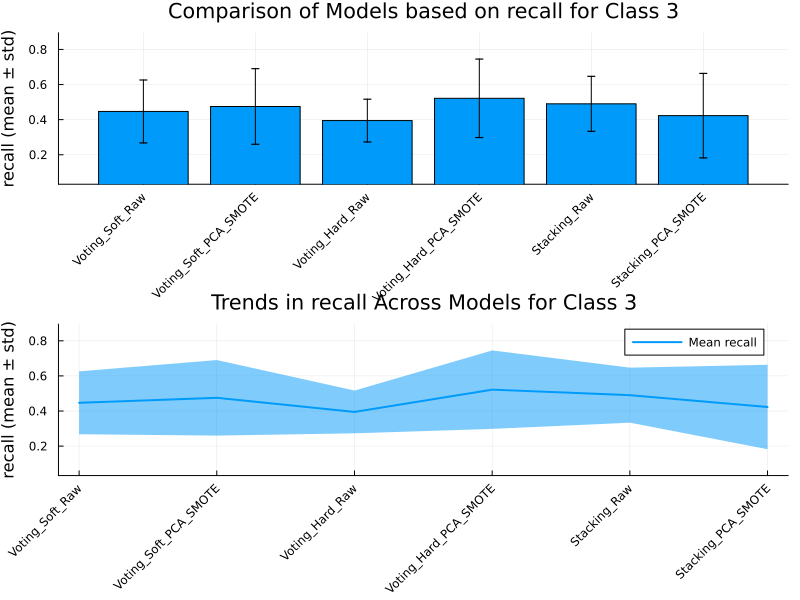 Comparison of Models based on recall for Class 3
recall (mean ± std)
0.8
0.6
0.4
0.2
Voting_Soft_Raw
Voting_Soft_PCA_SMOTE
Voting_Hard_Raw
Voting_Hard_PCA_SMOTE
Stacking_Raw
Stacking_PCA_SMOTE
Trends in recall Across Models for Class 3
recall (mean ± std)
0.8
0.6
0.4
0.2
Mean recall
Voting_Soft_Raw
Voting_Soft_PCA_SMOTE
Voting_Hard_Raw
Voting_Hard_PCA_SMOTE
Stacking_Raw
Stacking_PCA_SMOTE